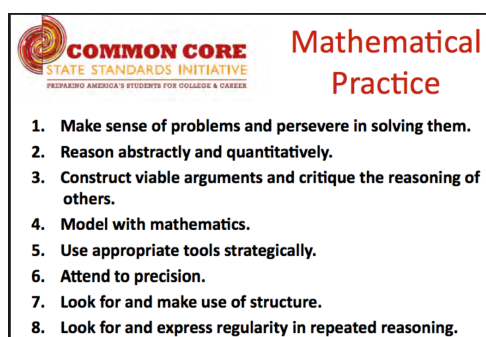 COMMON CORE
STATE STANDARDS INITIATIVE
PREPARING AMERICA'S STUDENTS FOR COLLEGE & CAREER
Mathematical
Practice
1. Make sense of problems and persevere in solving them.
2. Reason abstractly and quantitatively.
3. Construct viable arguments and critique the reasoning of
others.
4. Model with mathematics.
5. Use appropriate tools strategically.
6. Attend to precision.
7. Look for and make use of structure.
8. Look for and express regularity in repeated reasoning.